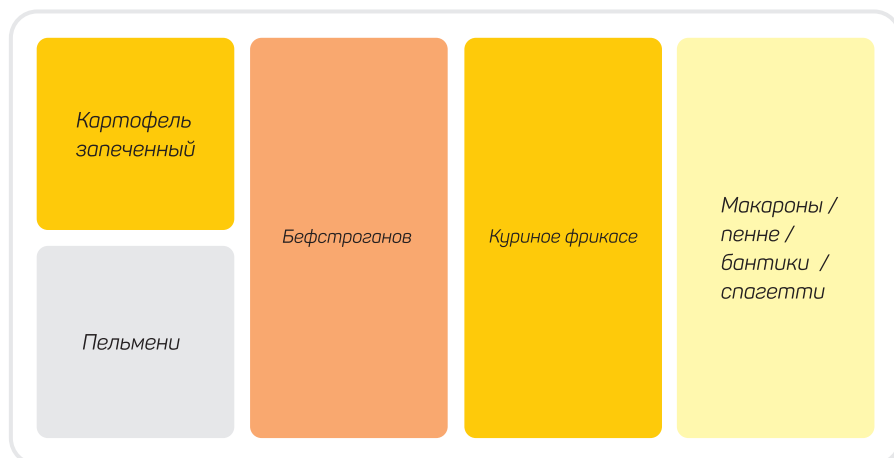 Картофель
запеченный
Пельмени
Бефстроганов
Куриное фрикасе
Макароны /
пенне /
бантики /
спагетти